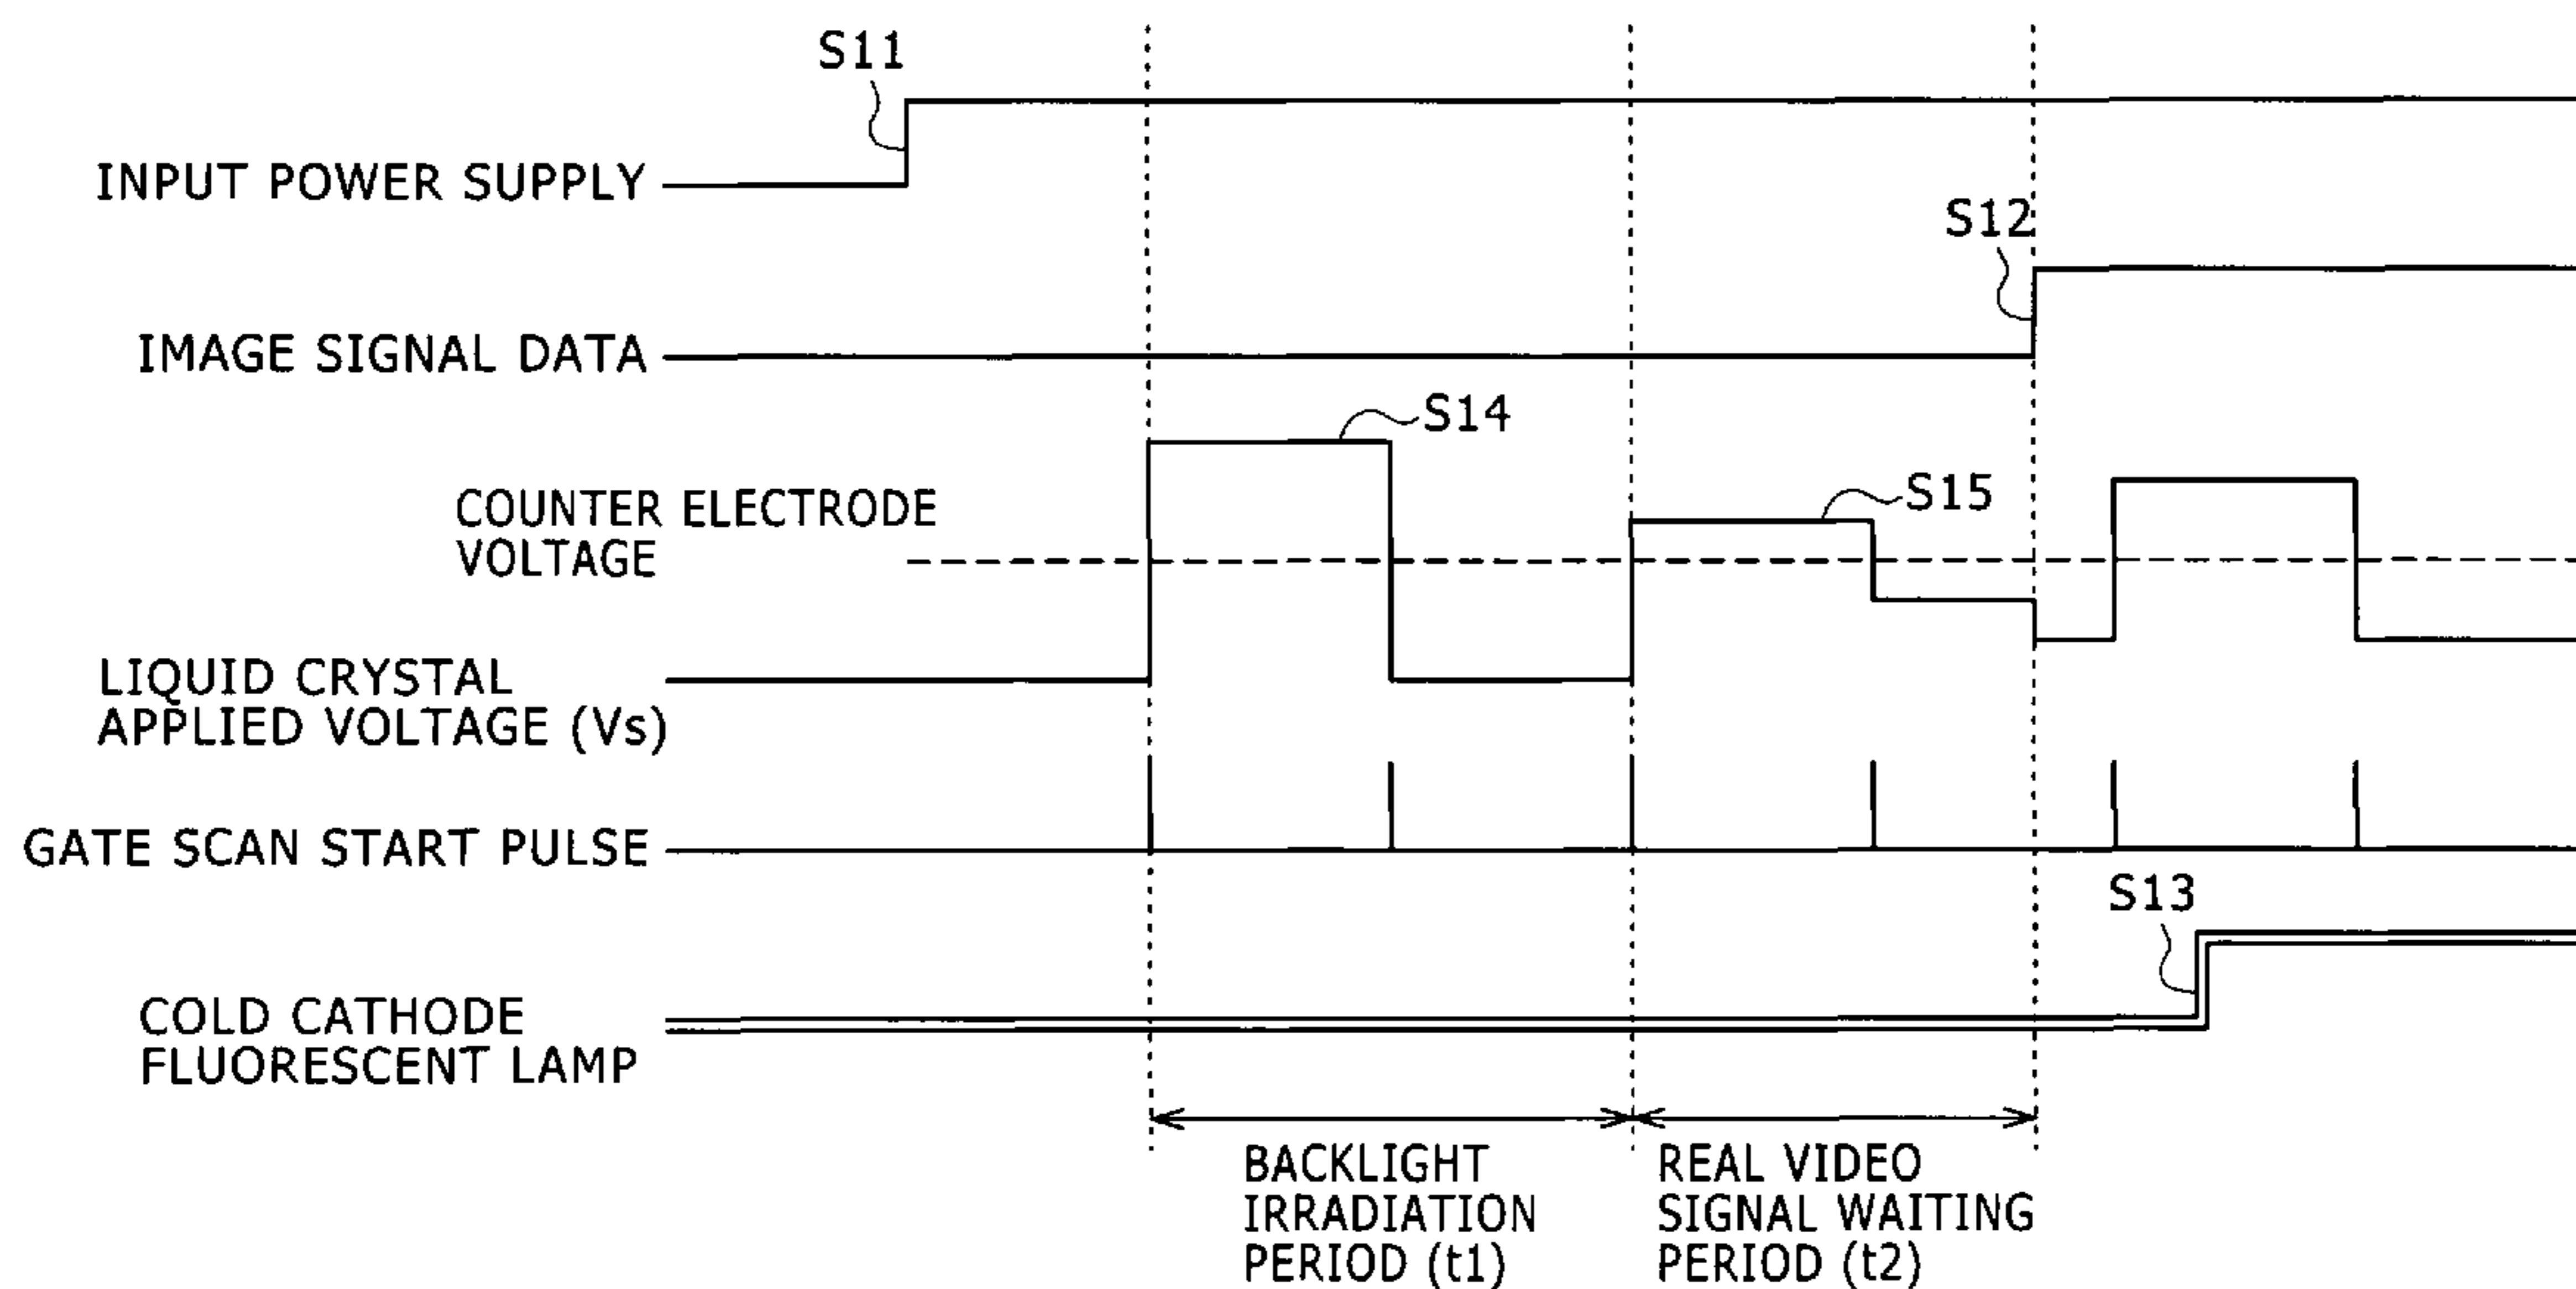 S11
INPUT POWER SUPPLY
S12
IMAGE SIGNAL DATA
S14
COUNTER ELECTRODE
VOLTAGE
S15
LIQUID CRYSTAL
APPLIED VOLTAGE (Vs)
GATE SCAN START PULSE
S13
COLD CATHODE
FLUORESCENT LAMP
BACKLIGHT
IRRADIATION
PERIOD (t1)
REAL VIDEO
SIGNAL WAITING
PERIOD (t2)